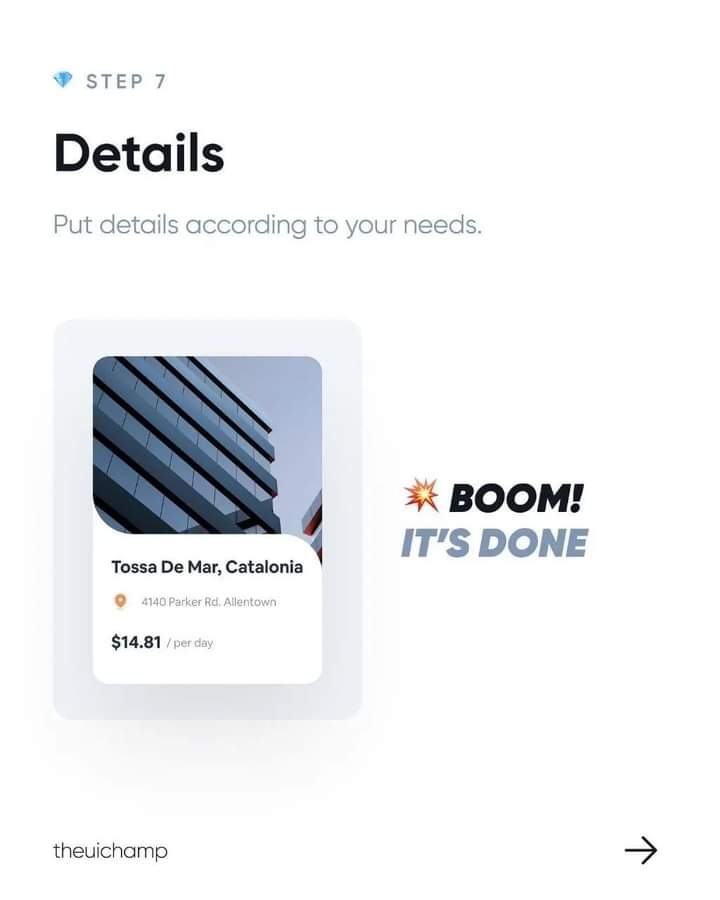 STEP 7
Details
Put details according to your needs.
Tossa De Mar, Catalonia
4140 Parker Rd. Allentown
$14.81 / per day
BOOM!
IT'S DONE
theuichamp